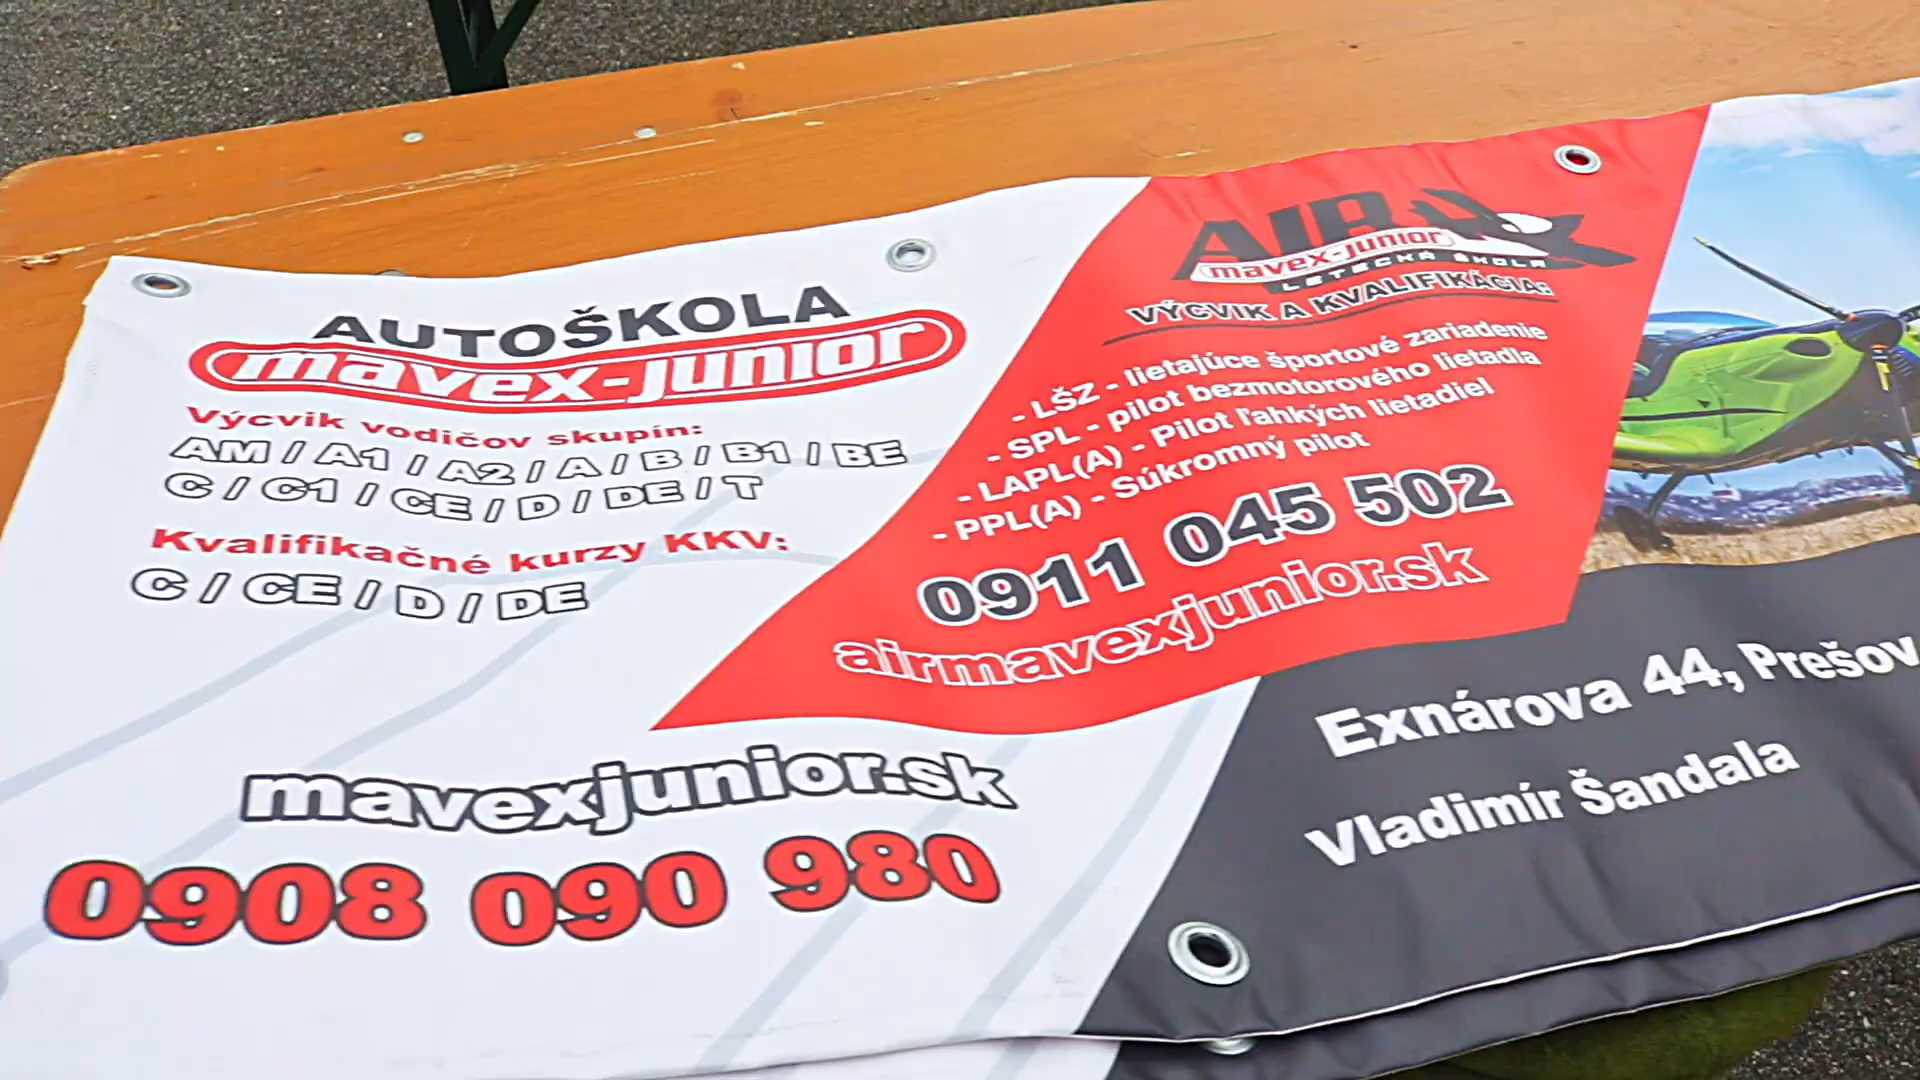 AUTOŠKOLA
mavex-junior
Výcvik vodičov skupín:
AM / A1 / A2 / A / B / B1 / BE
C / C1 / CE / D / DE / T
Kvalifikačné kurzy KKV:
C / CE / D / DE
mavexjunior.sk
0908 090 980
AIR
mavex-junior
LETECKÁ ŠKOLA
VÝCVIK A KVALIFIKÁCIA:
- LŠZ - lietajúce športové zariadenie
- SPL - pilot bezmotorového lietadla
- LAPL(A) - Pilot ľahkých lietadiel
- PPL(A) - Súkromný pilot
0911 045 502
airmavexjunior.sk
Exnárova 44, Prešov
Vladimír Šandala